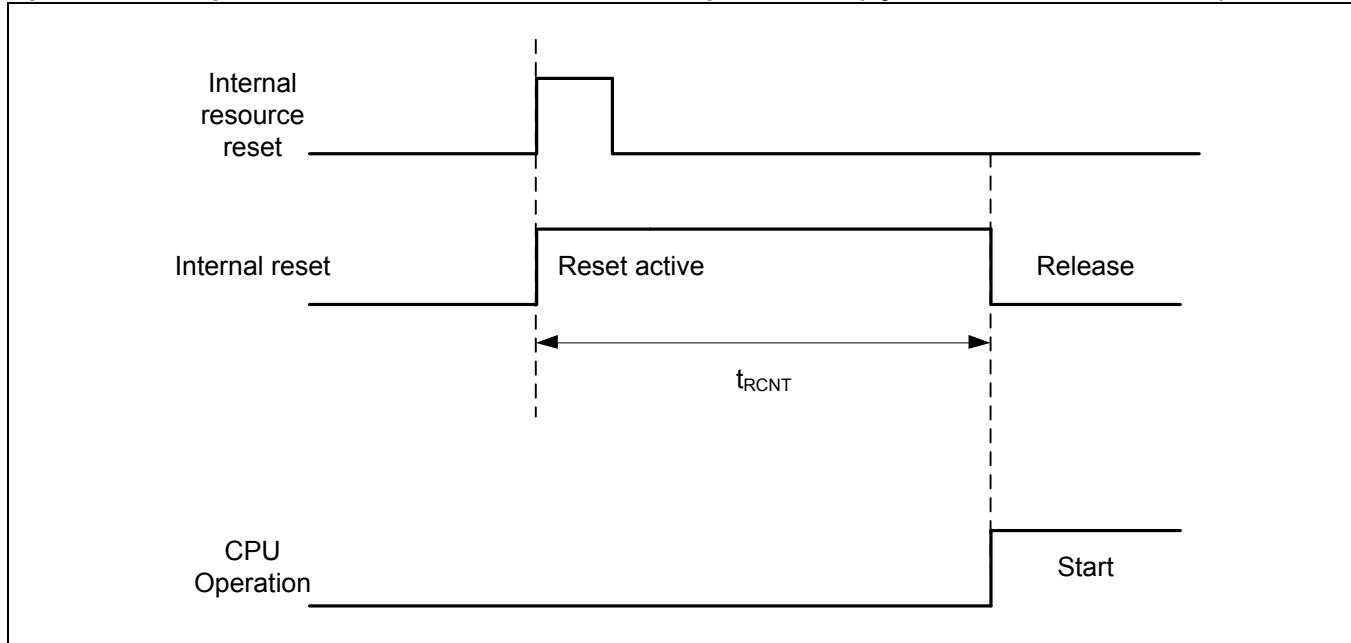 Internal
resource
reset
Internal reset
Reset active
Release
tRCNT
CPU
Operation
Start